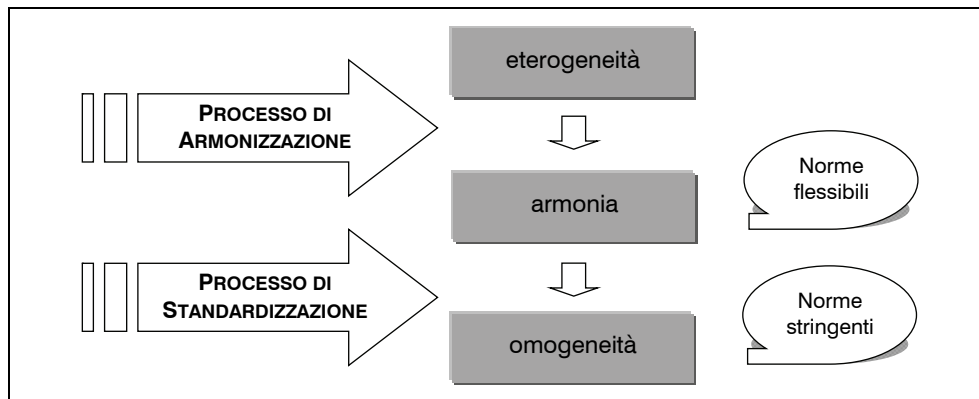 eterogeneità
PROCESSO DI
ARMONIZZAZIONE
armonia
Norme
flessibili
PROCESSO DI
STANDARDIZZAZIONE
omogeneità
Norme
stringenti